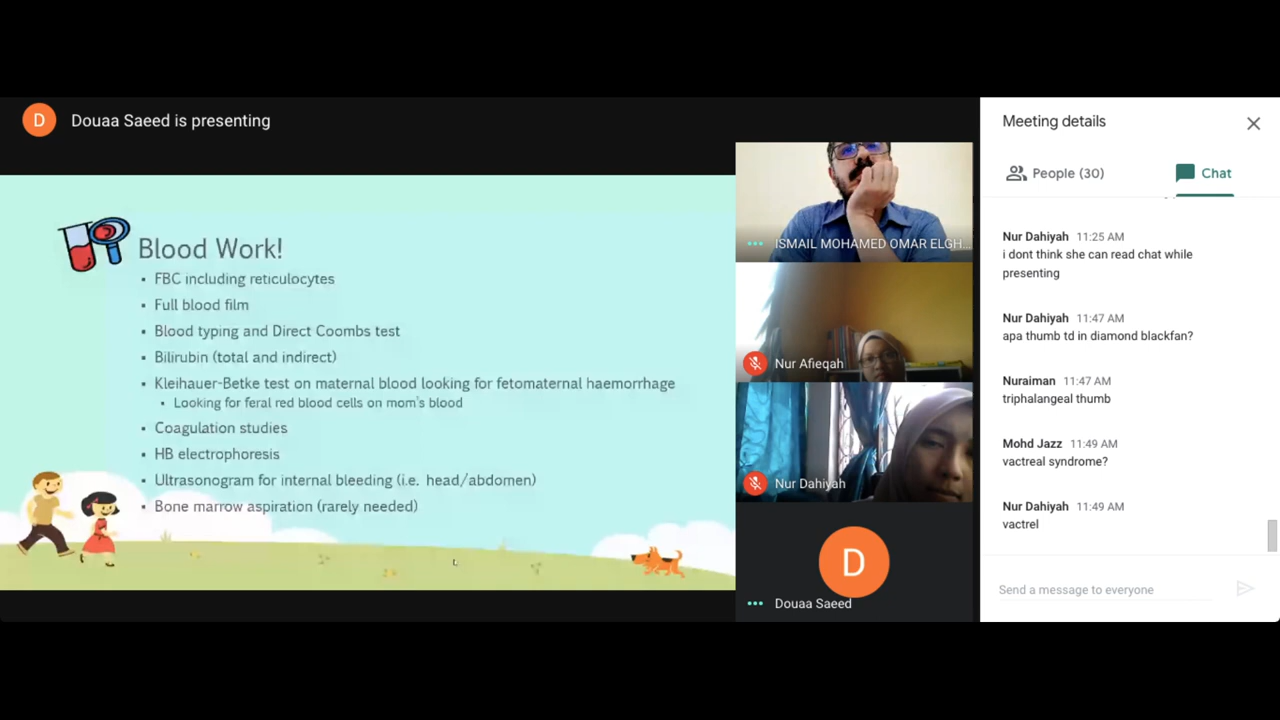 D
Douaa Saeed is presenting
Blood Work!
• FBC including reticulocytes
• Full blood film
• Blood typing and Direct Coombs test
• Bilirubin (total and indirect)
• Kleihauer-Betke test on maternal blood looking for fetomaternal haemorrhage
• Looking for feral red blood cells on mom's blood
• Coagulation studies
• HB electrophoresis
• Ultrasonogram for internal bleeding (i.e. head/abdomen)
• Bone marrow aspiration (rarely needed)
ISMAIL MOHAMED OMAR ELGH...
Nur Afieqah
Nur Dahiyah
D
Douaa Saeed
Meeting details
People (30)
Chat
Nur Dahiyah 11:25 AM
i dont think she can read chat while
presenting
Nur Dahiyah 11:47 AM
apa thumb td in diamond blackfan?
Nuraiman 11:47 AM
triphalangeal thumb
Mohd Jazz 11:49 AM
vactreal syndrome?
Nur Dahiyah 11:49 AM
vactrel
Send a message to everyone